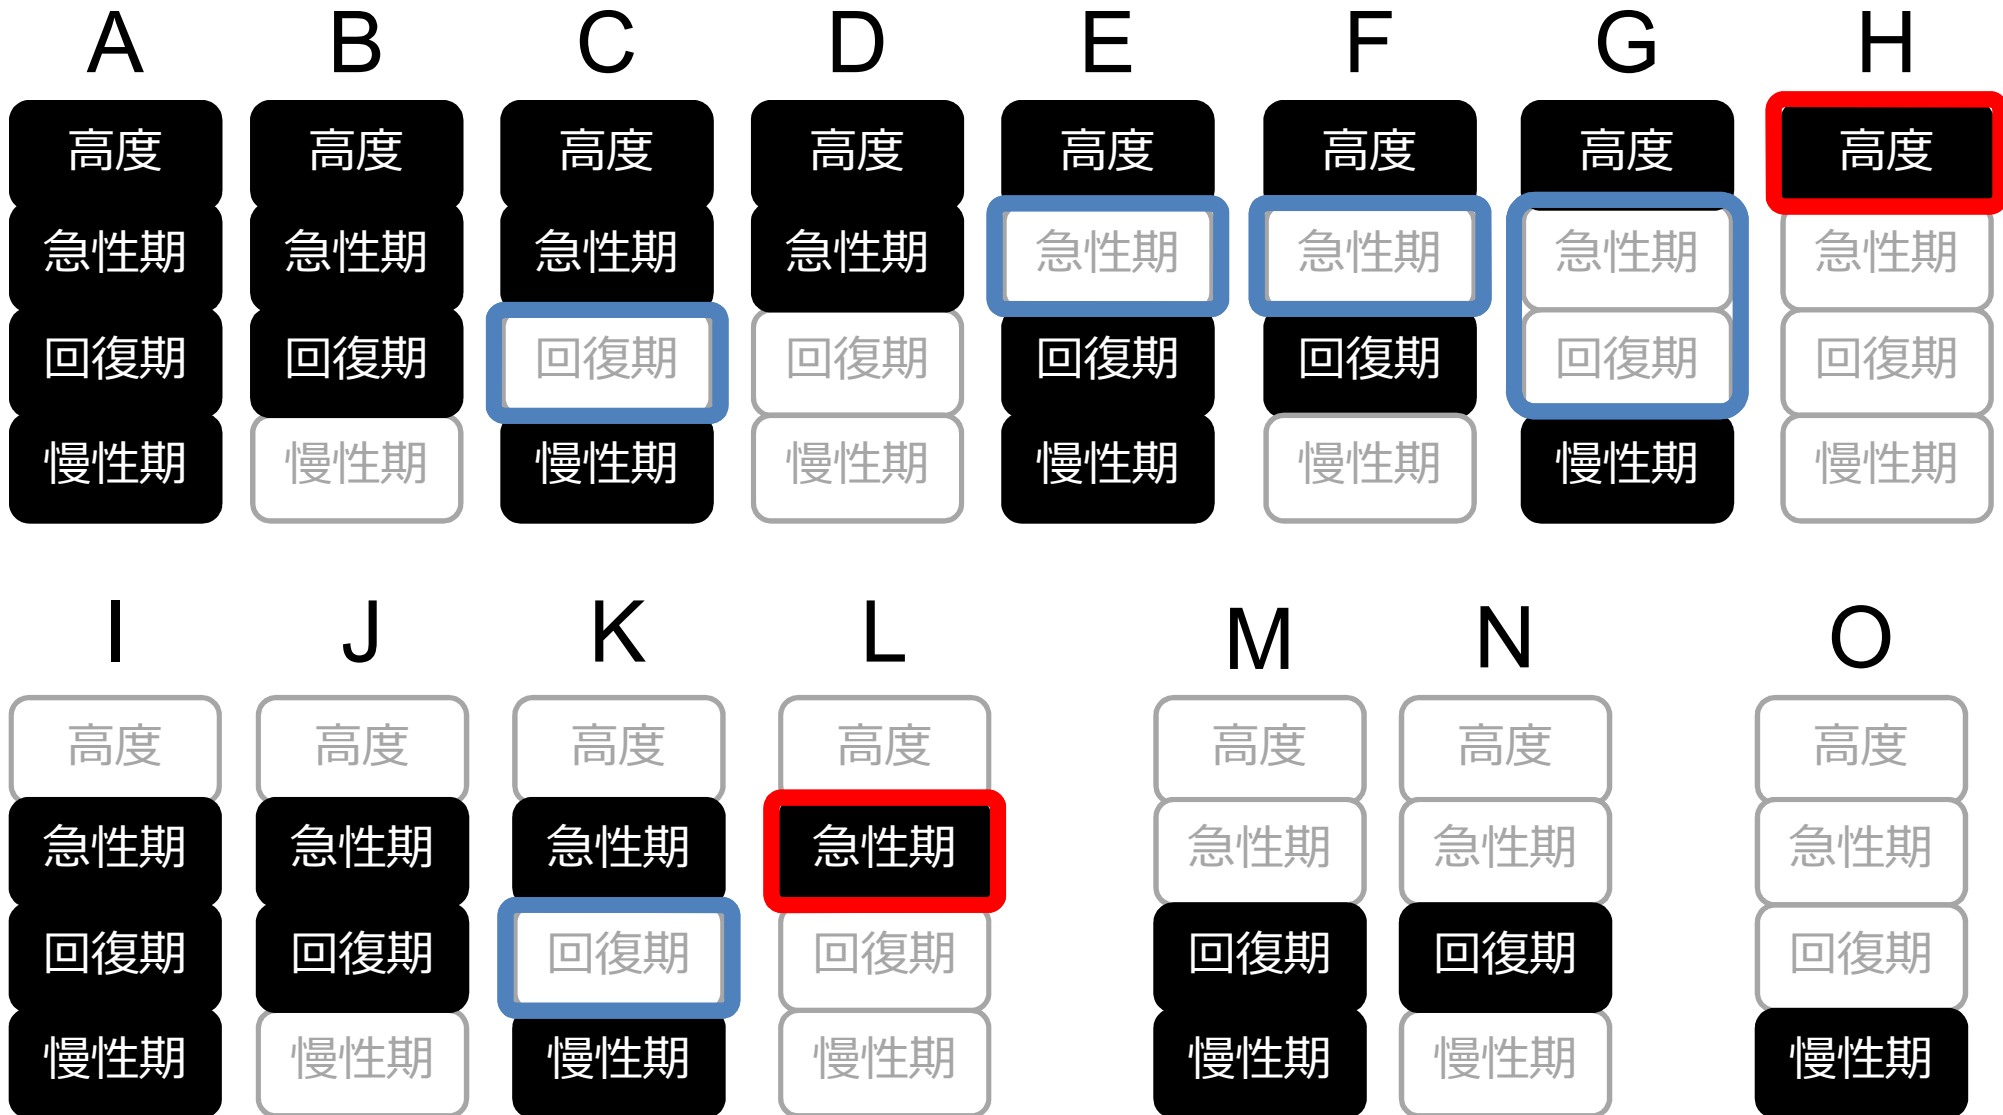 A B C D E F G H
高度 高度 高度 高度 高度 高度 高度 高度
急性期 急性期 急性期 急性期 急性期 急性期 急性期 急性期
回復期 回復期 回復期 回復期 回復期 回復期 回復期 回復期
慢性期 慢性期 慢性期 慢性期 慢性期 慢性期 慢性期 慢性期
I J K L M N O
高度 高度 高度 高度 高度 高度 高度
急性期 急性期 急性期 急性期 急性期 急性期 急性期
回復期 回復期 回復期 回復期 回復期 回復期 回復期
慢性期 慢性期 慢性期 慢性期 慢性期 慢性期 慢性期